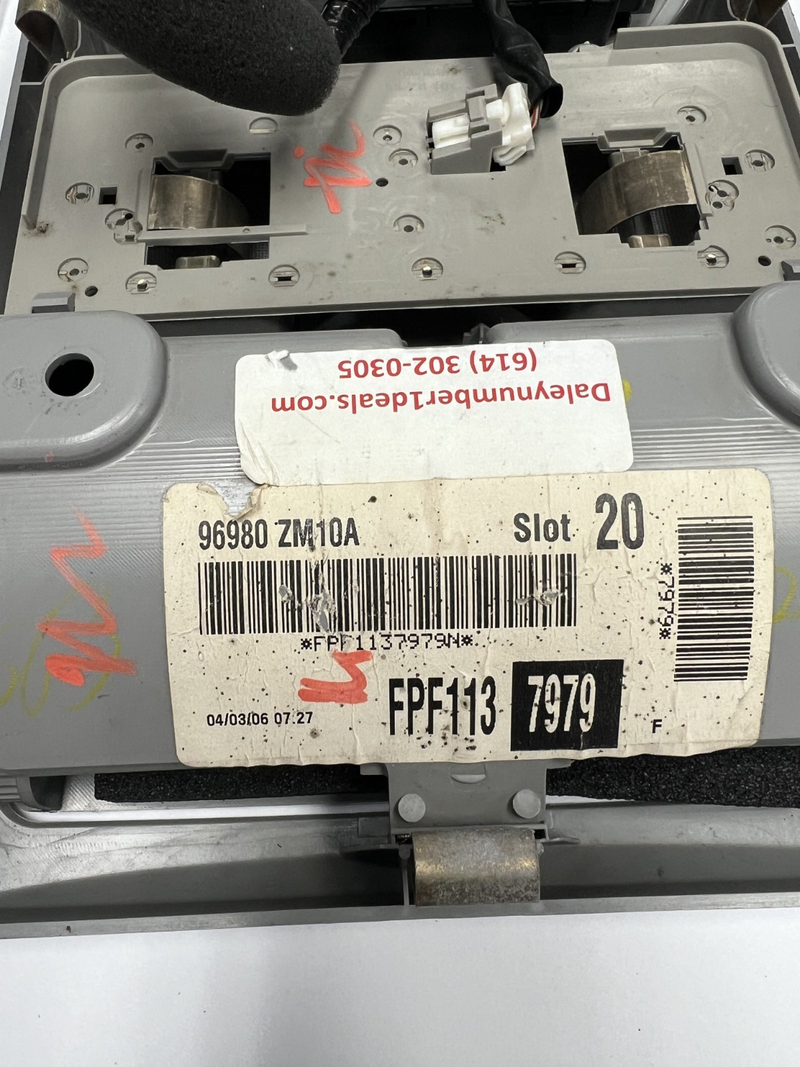 Daleynumber1deals.com
(614) 302-0305
96980 ZM10A
Slot 20
*FPF1137979N*
*7979*
04/03/06 07.27
FPF113 7979
F